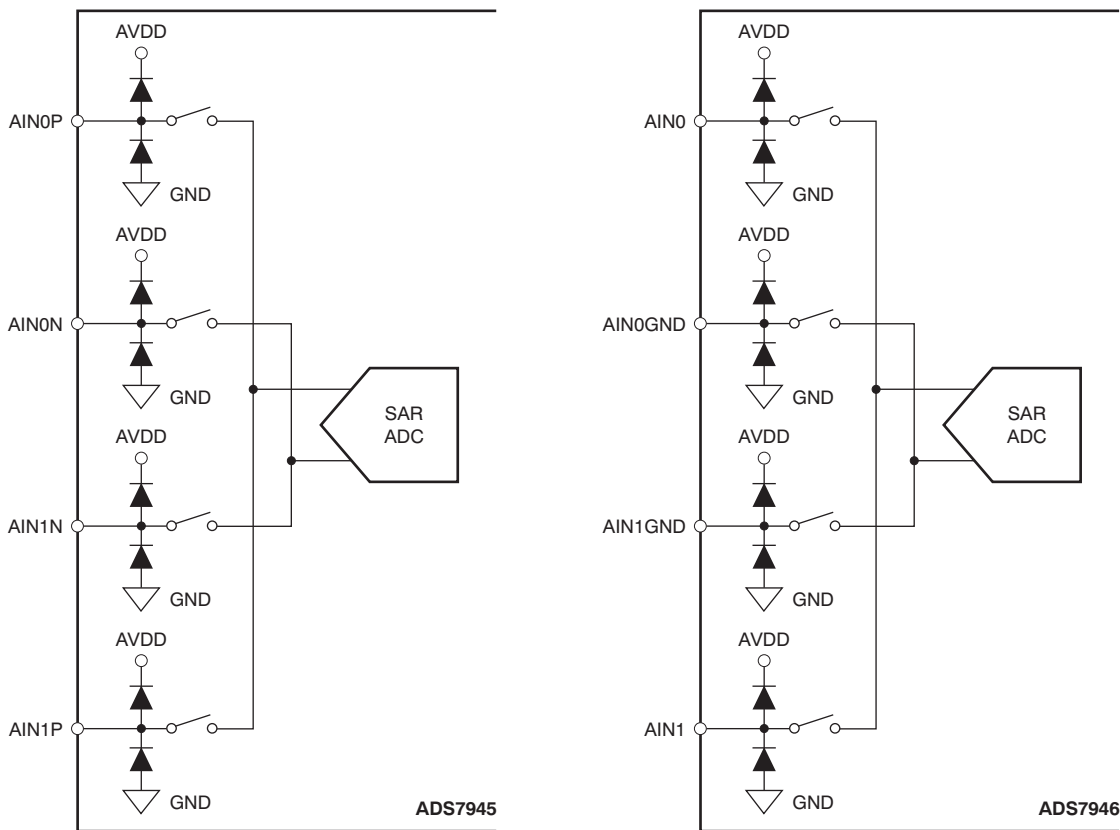 AVDD
AIN0P
GND
AVDD
AIN0N
GND
AVDD
AIN1N
GND
AVDD
AIN1P
GND
SAR
ADC
ADS7945
AVDD
AIN0
GND
AVDD
AIN0GND
GND
AVDD
AIN1GND
GND
AVDD
AIN1
GND
SAR
ADC
ADS7946